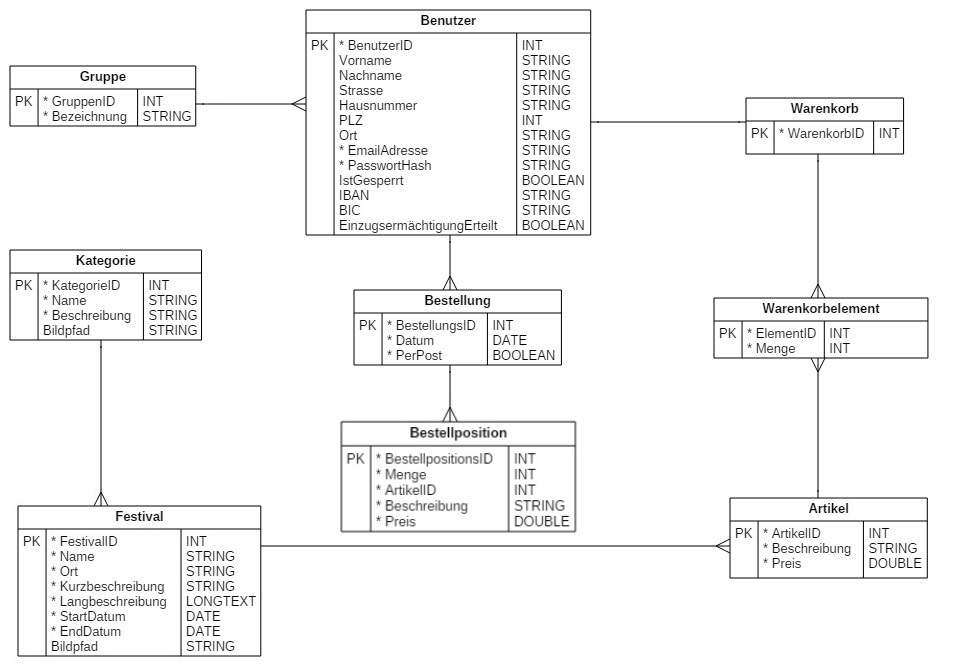 Benutzer
PK * BenutzerID INT
Vorname STRING
Nachname STRING
Strasse STRING
Hausnummer STRING
PLZ INT
Ort STRING
* EmailAdresse STRING
* PasswortHash STRING
IstGesperrt BOOLEAN
IBAN STRING
BIC STRING
EinzugsermächtigungErteilt BOOLEAN
Gruppe
PK * GruppenID INT
* Bezeichnung STRING
Warenkorb
PK * WarenkorbID INT
Kategorie
PK * KategorieID INT
* Name STRING
* Beschreibung STRING
Bildpfad STRING
Bestellung
PK * BestellungsID INT
* Datum DATE
* PerPost BOOLEAN
Warenkorbelement
PK * ElementID INT
* Menge INT
Bestellposition
PK * BestellpositionsID INT
* Menge INT
* ArtikelID INT
* Beschreibung STRING
* Preis DOUBLE
Festival
PK * FestivalID INT
* Name STRING
* Ort STRING
* Kurzbeschreibung STRING
* Langbeschreibung LONGTEXT
* StartDatum DATE
* EndDatum DATE
Bildpfad STRING
Artikel
PK * ArtikelID INT
* Beschreibung STRING
* Preis DOUBLE